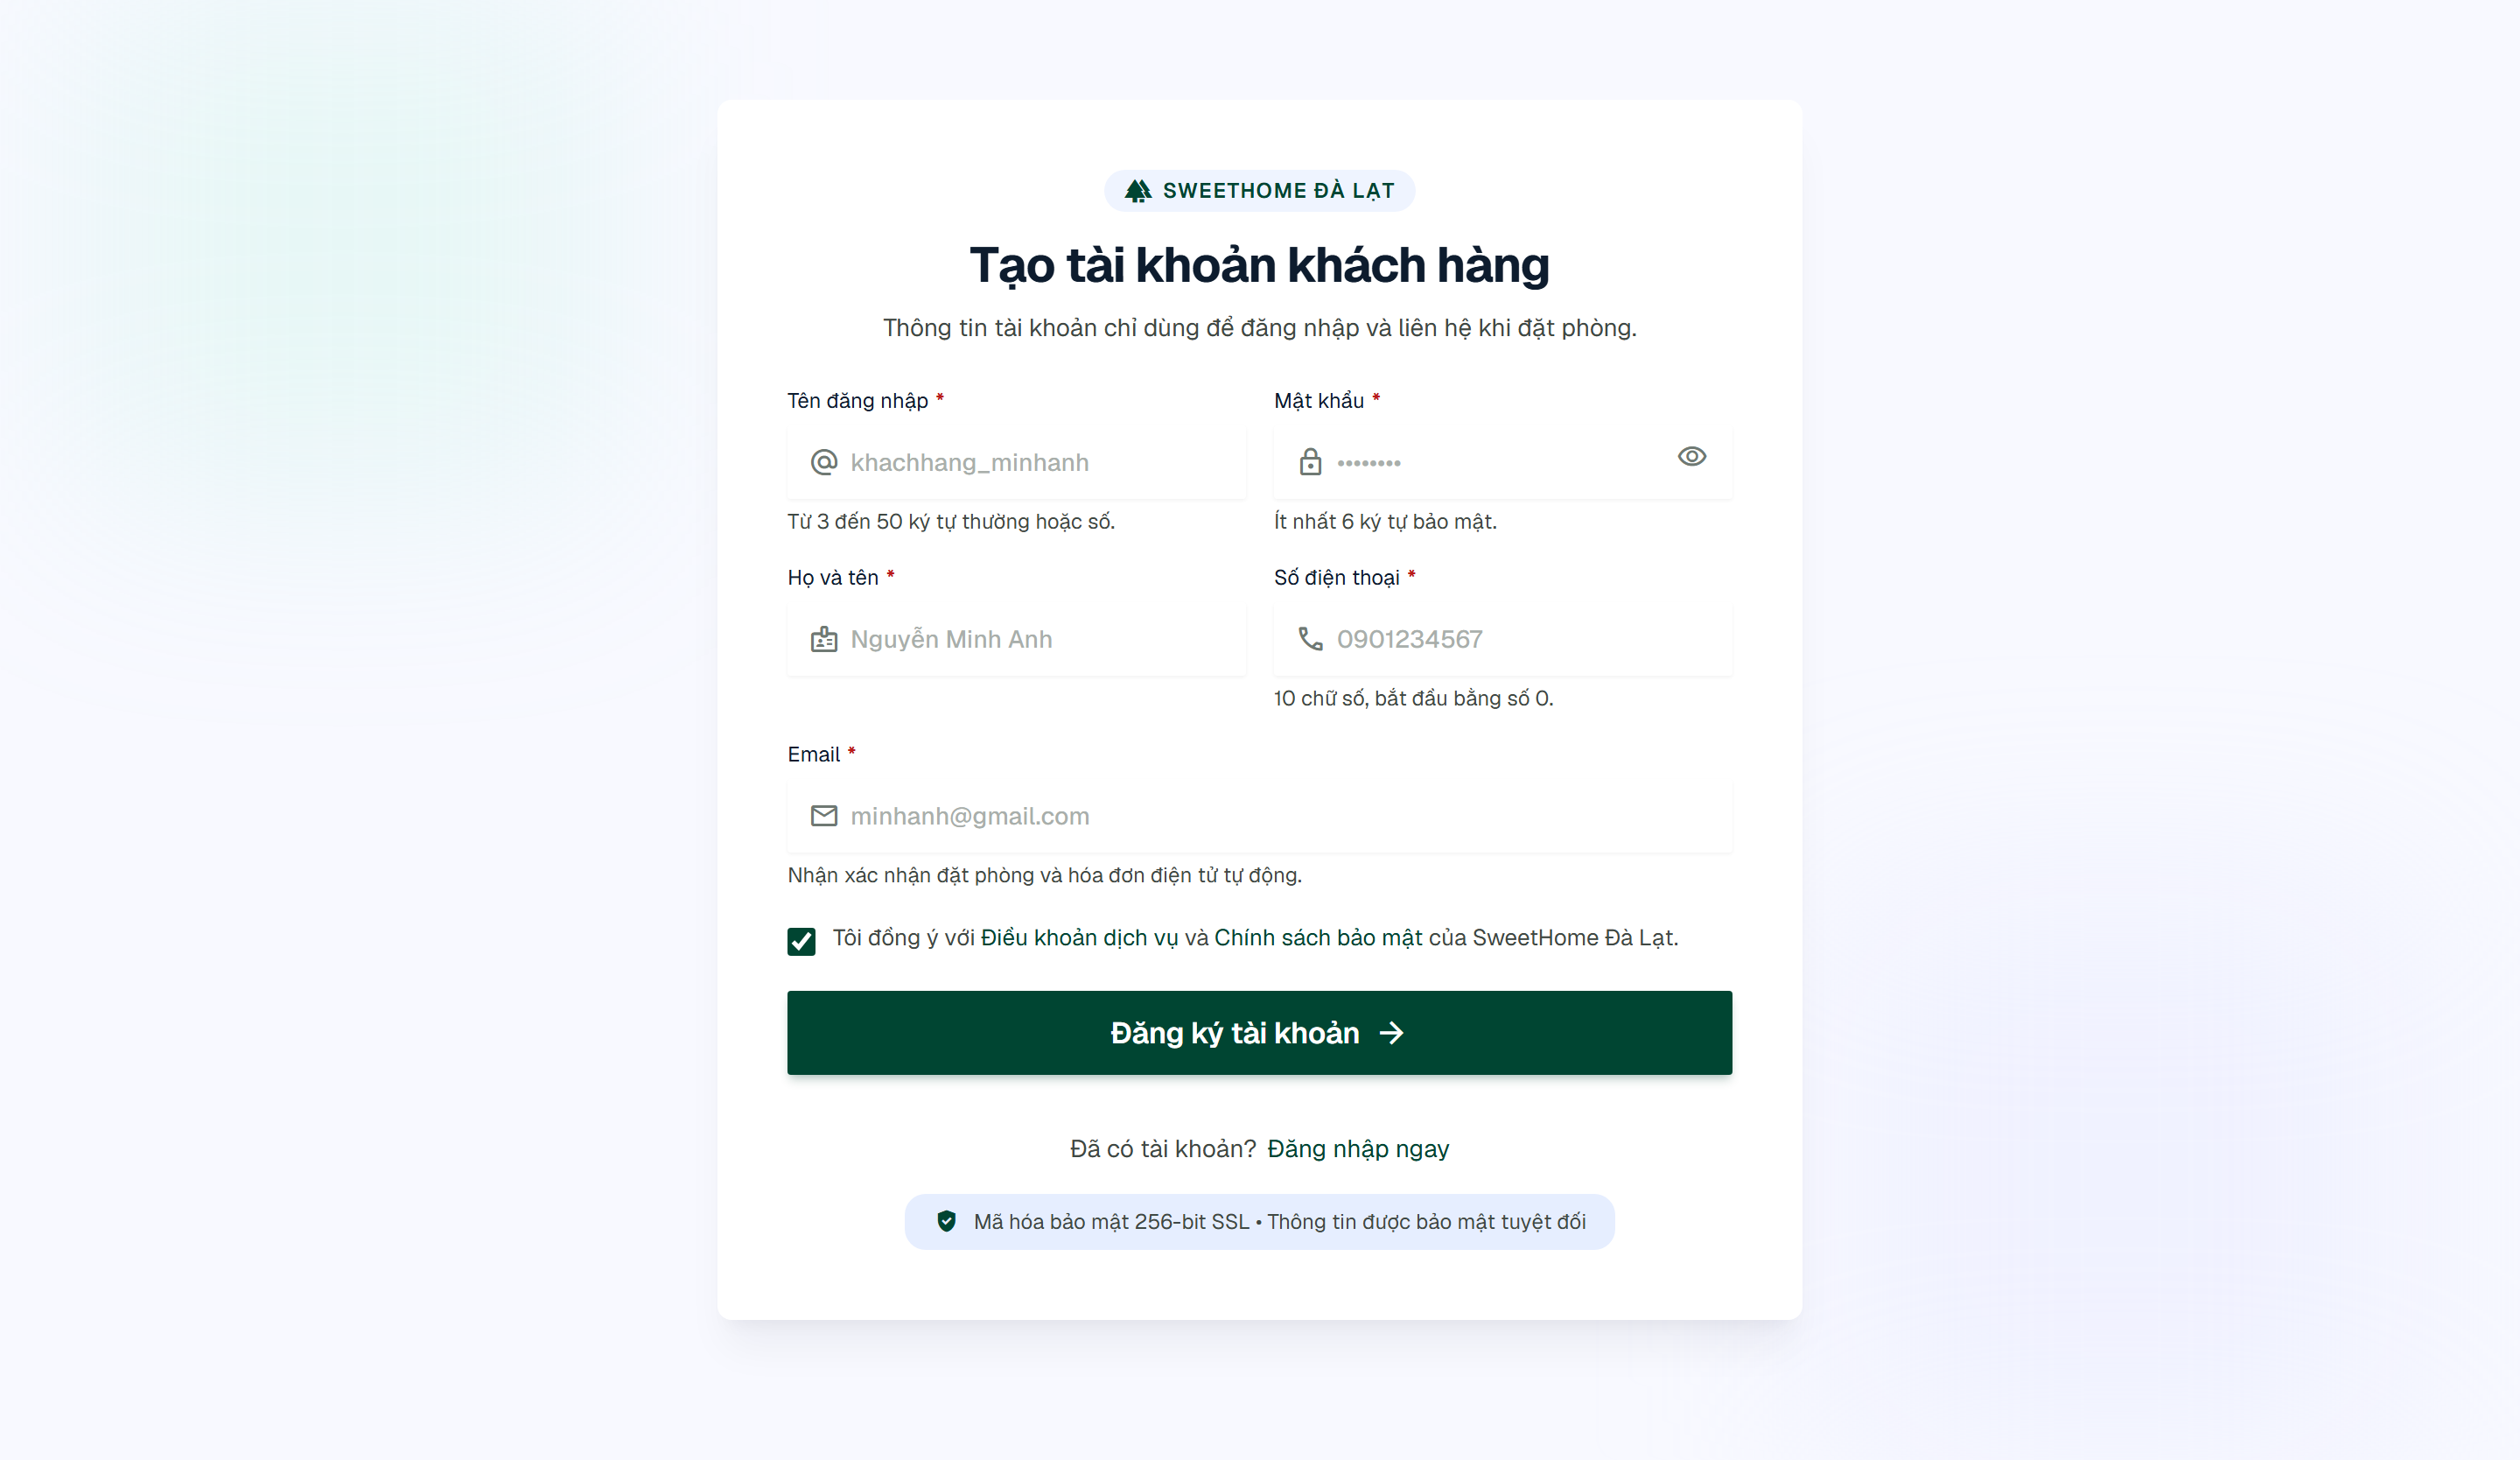 SWEETHOME ĐÀ LẠT
Tạo tài khoản khách hàng
Thông tin tài khoản chỉ dùng để đăng nhập và liên hệ khi đặt phòng.
Tên đăng nhập *
khachhang_minhanh
Từ 3 đến 50 ký tự thường hoặc số.
Mật khẩu *
••••••••
Ít nhất 6 ký tự bảo mật.
Họ và tên *
Nguyễn Minh Anh
Số điện thoại *
0901234567
10 chữ số, bắt đầu bằng số 0.
Email *
minhanh@gmail.com
Nhận xác nhận đặt phòng và hóa đơn điện tử tự động.
Tôi đồng ý với Điều khoản dịch vụ và Chính sách bảo mật của SweetHome Đà Lạt.
Đăng ký tài khoản →
Đã có tài khoản? Đăng nhập ngay
Mã hóa bảo mật 256-bit SSL • Thông tin được bảo mật tuyệt đối